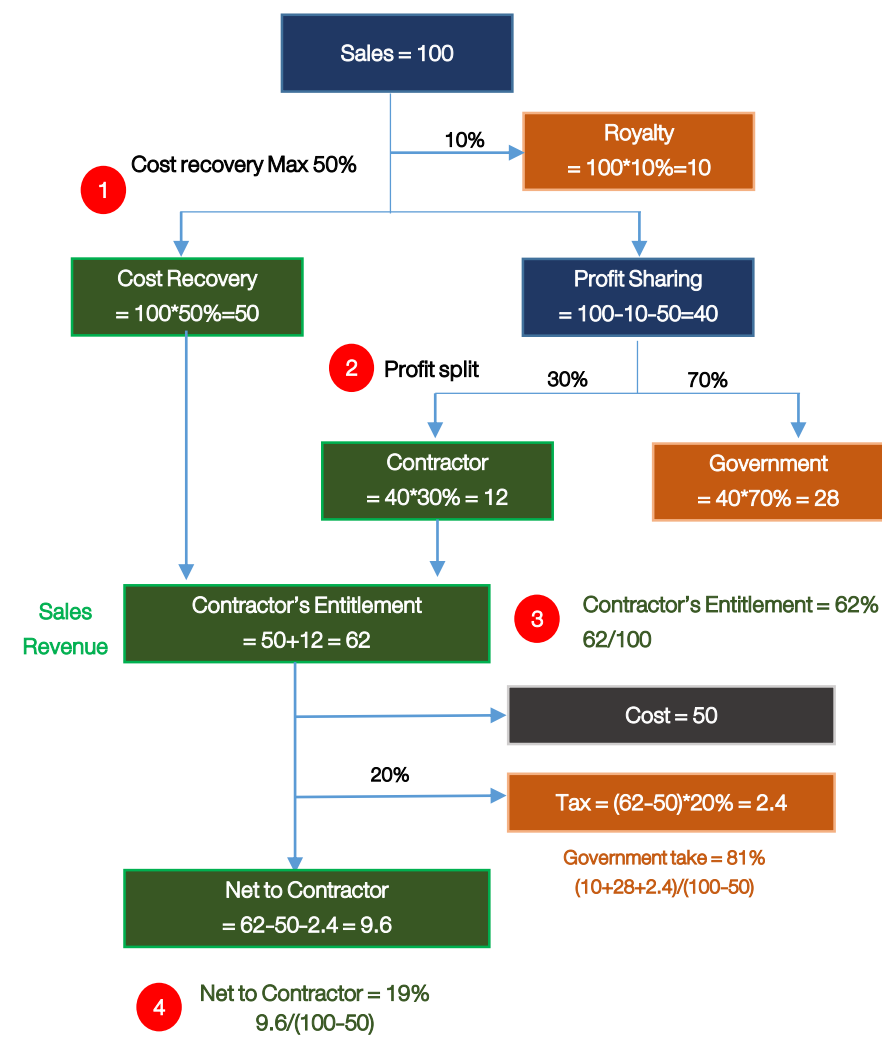 Sales = 100
10%
Royalty
= 100*10%=10
Cost recovery Max 50%
1
Cost Recovery
= 100*50%=50
Profit Sharing
= 100-10-50=40
2
Profit split
30%
70%
Contractor
= 40*30% = 12
Government
= 40*70% = 28
Sales
Revenue
Contractor's Entitlement
= 50+12 = 62
3
Contractor's Entitlement = 62%
62/100
Cost = 50
20%
Tax = (62-50)*20% = 2.4
Government take = 81%
(10+28+2.4)/(100-50)
Net to Contractor
= 62-50-2.4 = 9.6
4
Net to Contractor = 19%
9.6/(100-50)